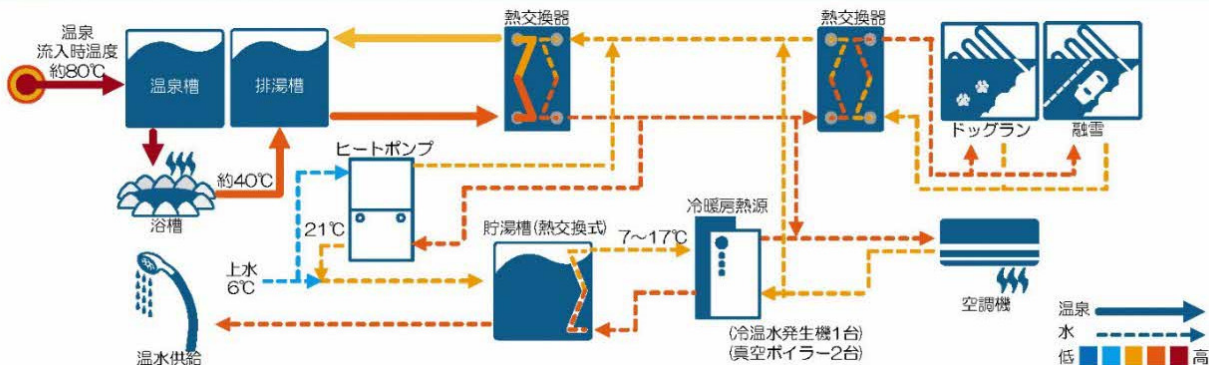 温泉
流入時温度
約80℃
温泉槽
排湯槽
熱交換器
熱交換器
ドッグラン
融雪
ヒートポンプ
約40℃
浴槽
21℃
貯湯槽(熱交換式)
7～17℃
冷暖房熱源
上水
6℃
空調機
温水供給
(冷温水発生機1台)
(真空ボイラー2台)
温泉
水
低
高